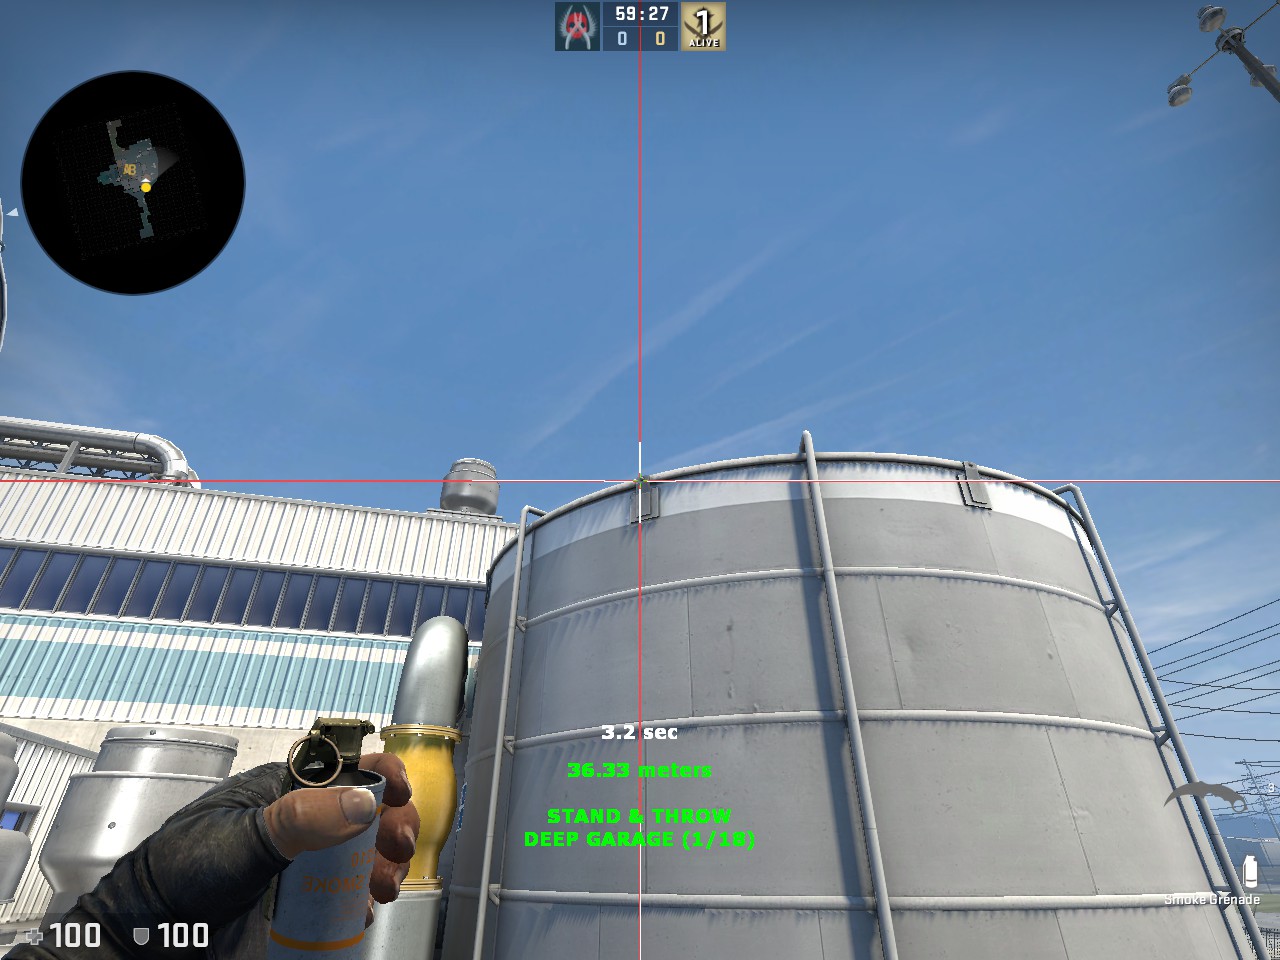 59:27
0 0
1
ALIVE
AB
3.2 sec
36.33 meters
STAND & THROW
DEEP GARAGE (1/18)
3
Smoke Grenade
100 100